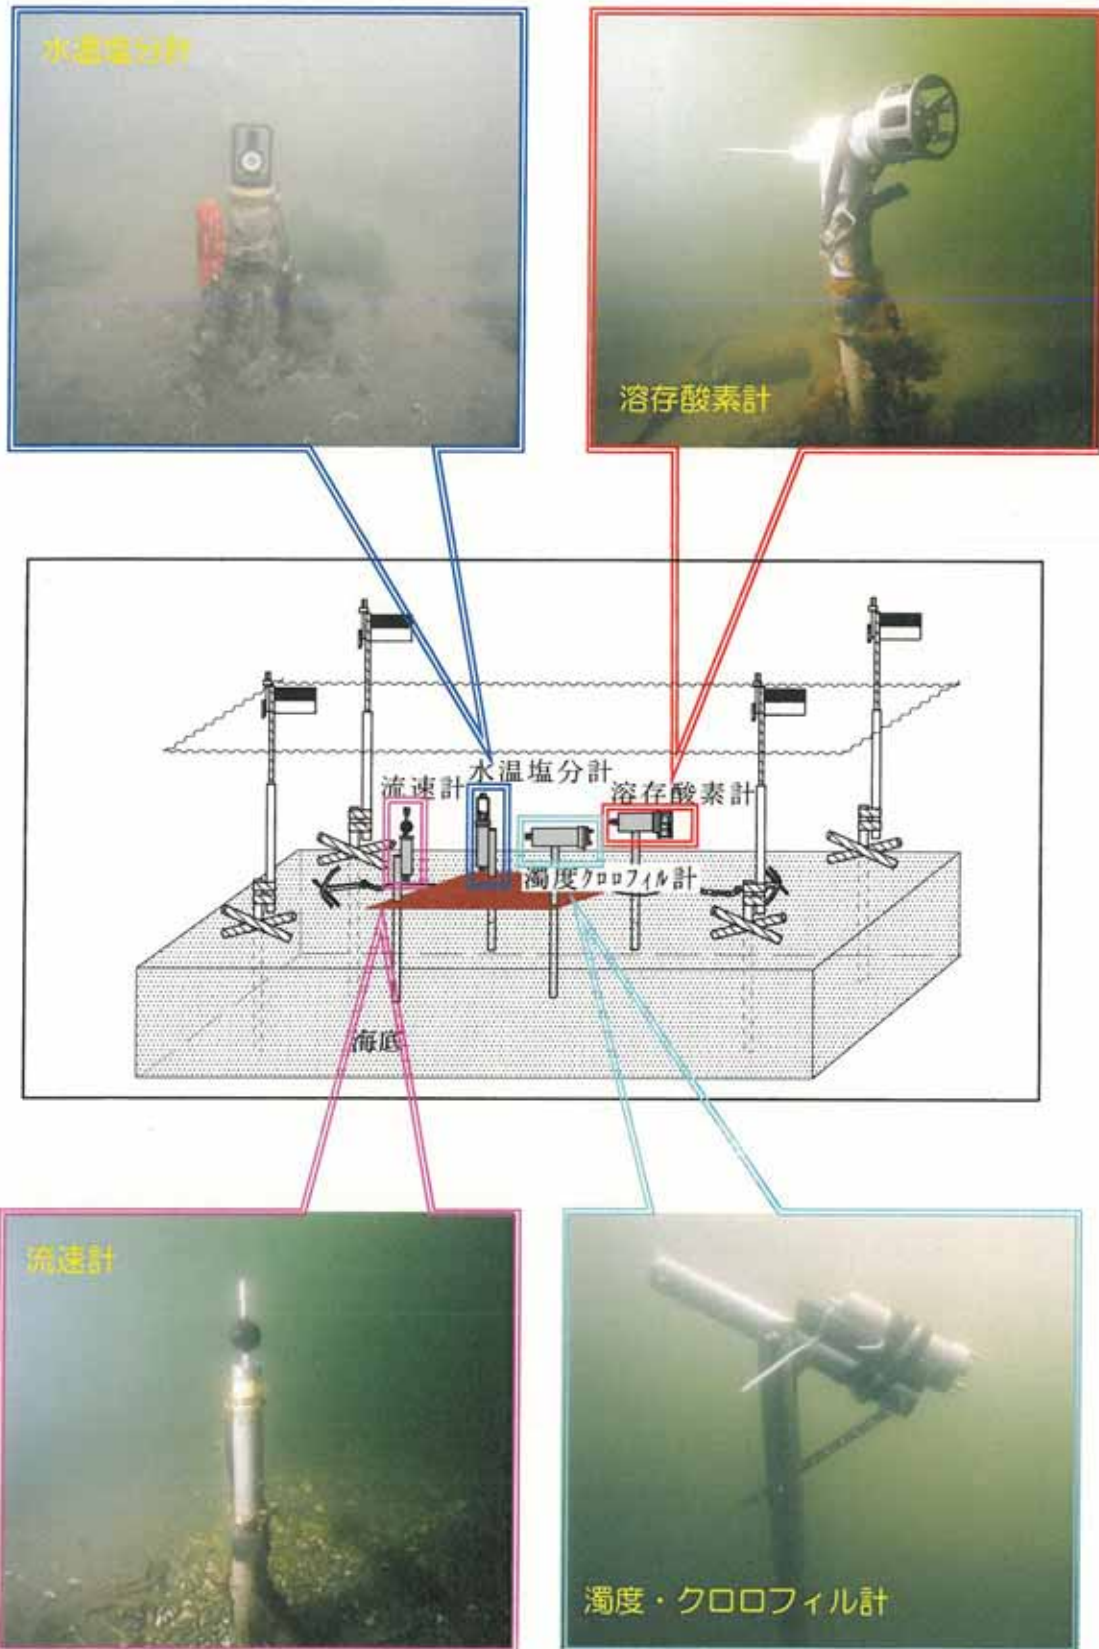 水温塩分計
溶存酸素計
水温塩分計
流速計
溶存酸素計
濁度クロロフィル計
海底
流速計
濁度・クロロフィル計